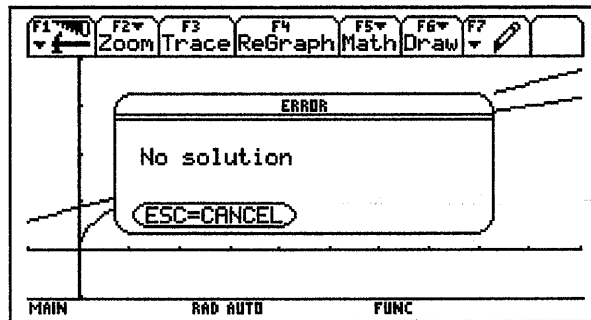 F1 F2 F3 F4 F5 F6 F7
Zoom Trace ReGraph Math Draw
ERROR
No solution
ESC=CANCEL
MAIN RAD AUTO FUNC